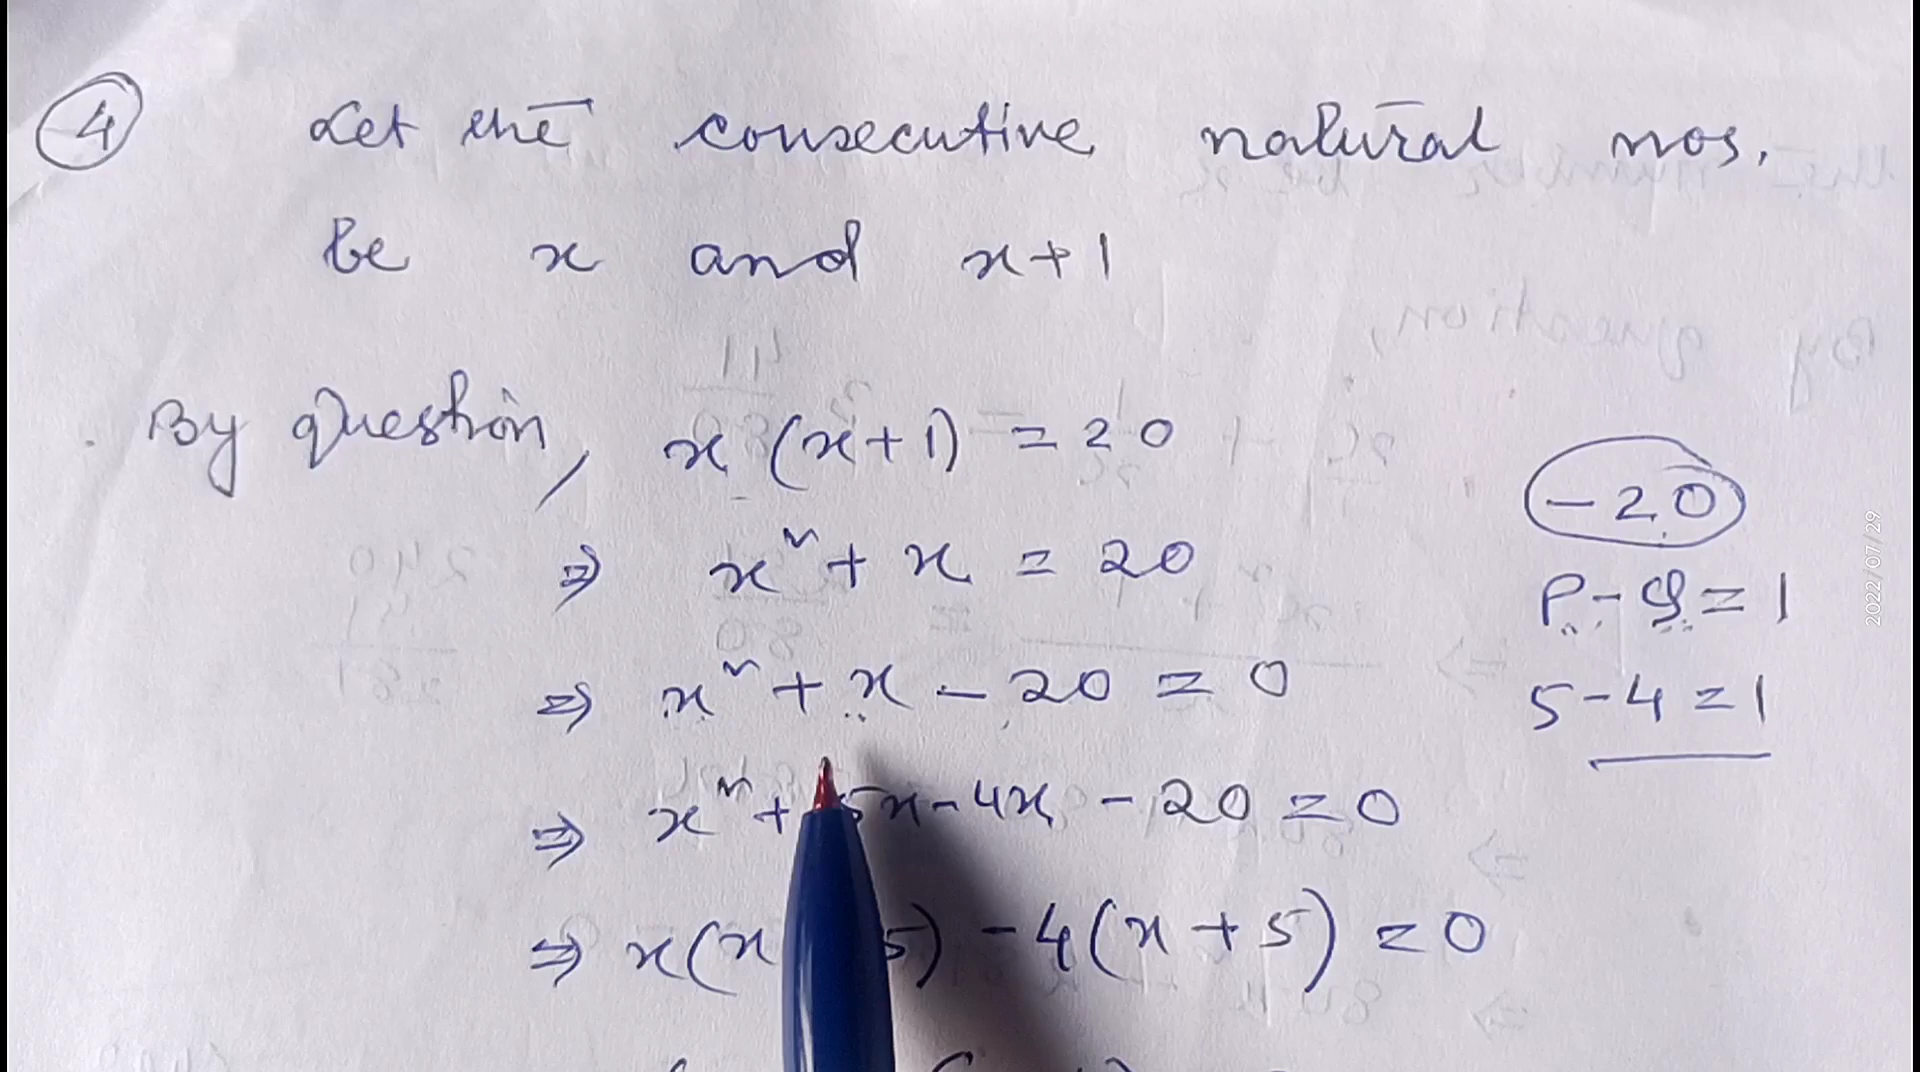 4 Let the consecutive natural nos.
be x and x+1
By question, x (x+1) = 20
⇒ x² + x = 20
⇒ x² + x - 20 = 0
⇒ x² + 5x - 4x - 20 = 0
⇒ x(x 5) - 4(x+5) = 0
-20
P - Q = 1
5 - 4 = 1
2022/07/29